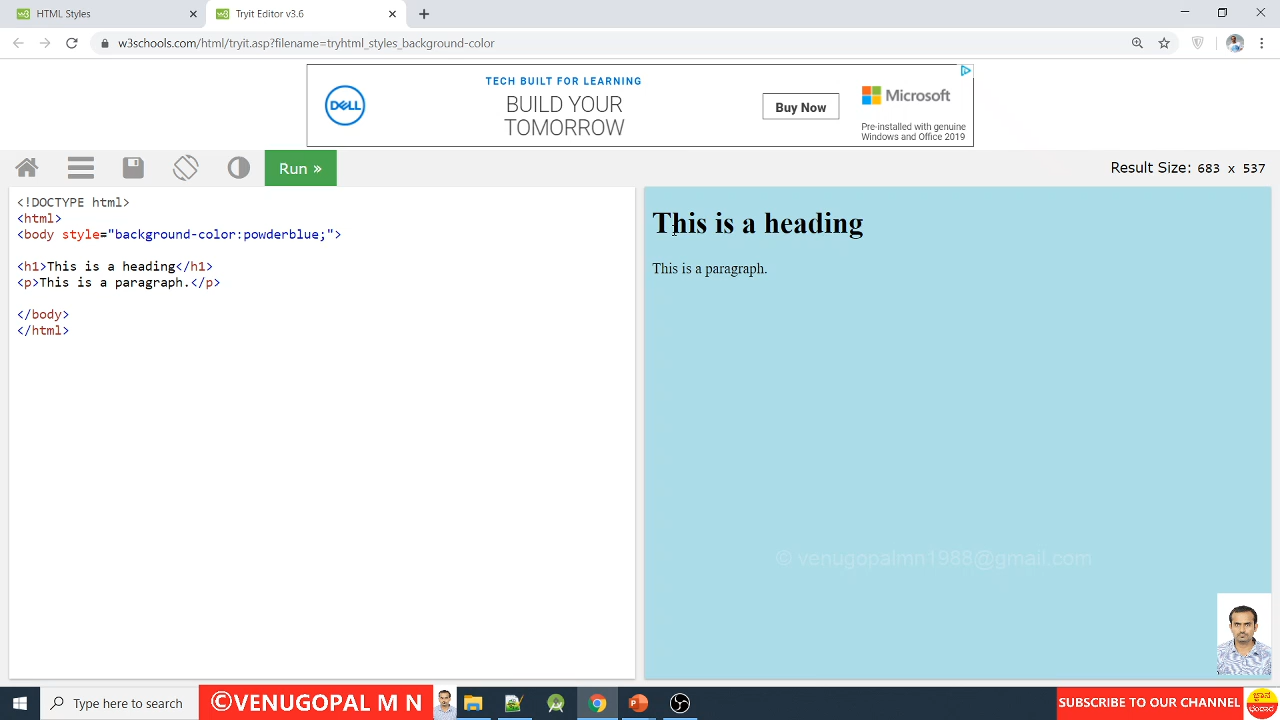 HTML Styles
Tryit Editor v3.6
w3schools.com/html/tryit.asp?filename=tryhtml_styles_background-color
DELL
TECH BUILT FOR LEARNING
BUILD YOUR
TOMORROW
Buy Now
Microsoft
Pre-installed with genuine
Windows and Office 2019
Run »
Result Size: 683 x 537
<!DOCTYPE html>
<html>
<body style="background-color:powderblue;">
<h1>This is a heading</h1>
<p>This is a paragraph.</p>
</body>
</html>
This is a heading
This is a paragraph.
© venugopalmn1988@gmail.com
Type here to search
©VENUGOPAL M N
SUBSCRIBE TO OUR CHANNEL
ಜ್ಞಾನ